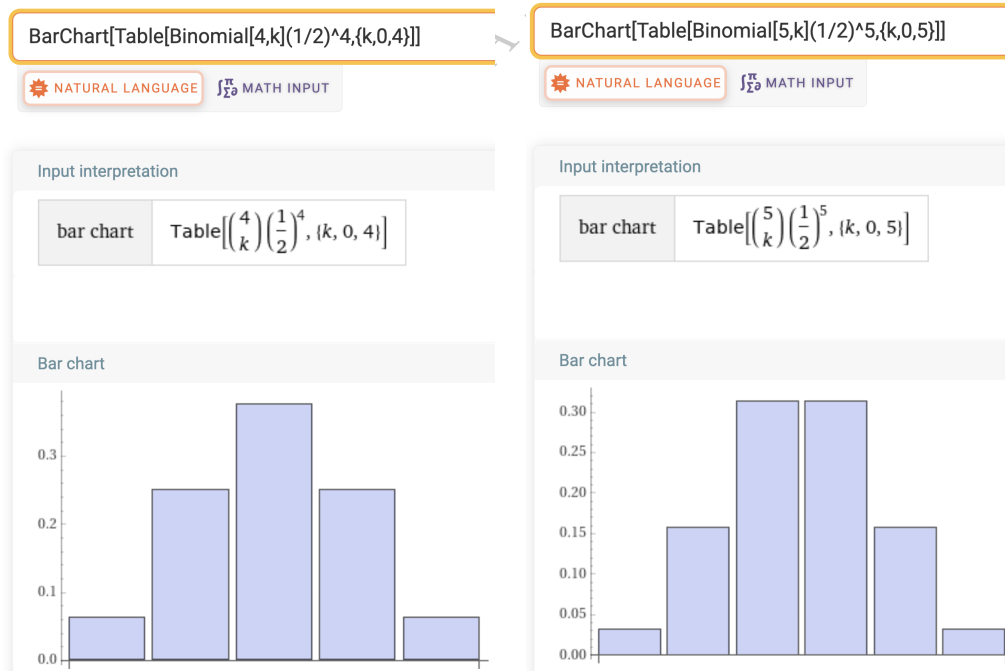 BarChart[Table[Binomial[4,k](1/2)^4,{k,0,4}]]
NATURAL LANGUAGE
∫π∑∂ MATH INPUT
Input interpretation
bar chart
Table[(4 k)(1/2)^4, {k, 0, 4}]
Bar chart
0.3
0.2
0.1
0.0
BarChart[Table[Binomial[5,k](1/2)^5,{k,0,5}]]
NATURAL LANGUAGE
∫π∑∂ MATH INPUT
Input interpretation
bar chart
Table[(5 k)(1/2)^5, {k, 0, 5}]
Bar chart
0.30
0.25
0.20
0.15
0.10
0.05
0.00